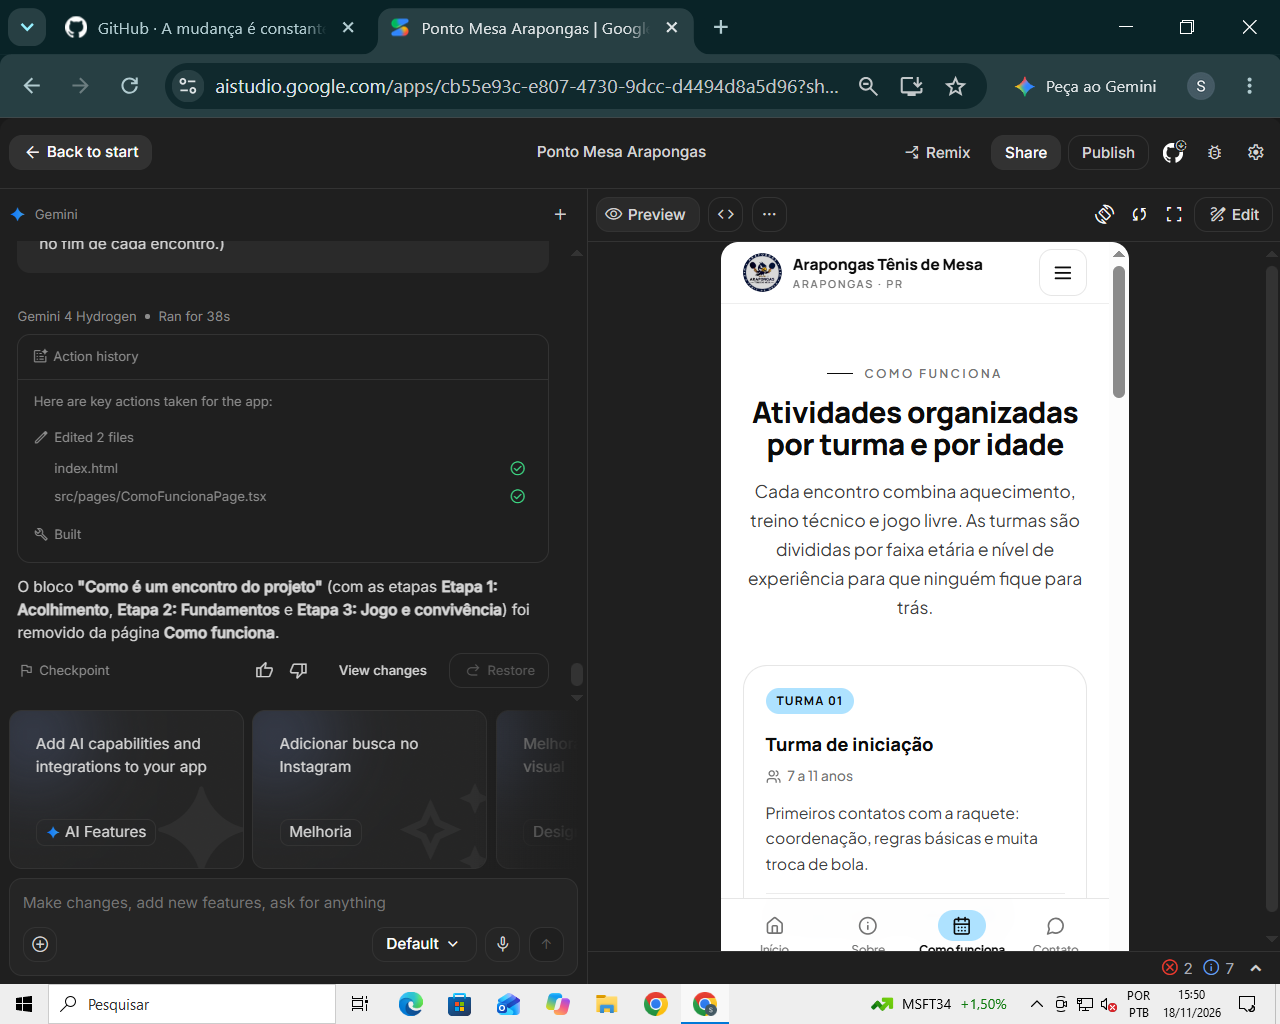 GitHub · A mudança é constante
Ponto Mesa Arapongas | Googl
aistudio.google.com/apps/cb55e93c-e807-4730-9dcc-d4494d8a5d96?sh...
Peça ao Gemini
S
Back to start
Ponto Mesa Arapongas
Remix
Share
Publish
Gemini
Preview
Edit
no fim de cada encontro.)
Gemini 4 Hydrogen • Ran for 38s
Action history
Here are key actions taken for the app:
Edited 2 files
index.html
src/pages/ComoFuncionaPage.tsx
Built
O bloco "Como é um encontro do projeto" (com as etapas Etapa 1:
Acolhimento, Etapa 2: Fundamentos e Etapa 3: Jogo e convivência) foi
removido da página Como funciona.
Checkpoint
View changes
Restore
Add AI capabilities and
integrations to your app
AI Features
Adicionar busca no
Instagram
Melhoria
Melhor
visual
Desig
Make changes, add new features, ask for anything
Default
Arapongas Tênis de Mesa
ARAPONGAS · PR
COMO FUNCIONA
Atividades organizadas
por turma e por idade
Cada encontro combina aquecimento,
treino técnico e jogo livre. As turmas são
divididas por faixa etária e nível de
experiência para que ninguém fique para
trás.
TURMA 01
Turma de iniciação
7 a 11 anos
Primeiros contatos com a raquete:
coordenação, regras básicas e muita
troca de bola.
Início
Sobre
Como funciona
Contato
2
7
Pesquisar
MSFT34 +1,50%
POR
PTB
15:50
18/11/2026